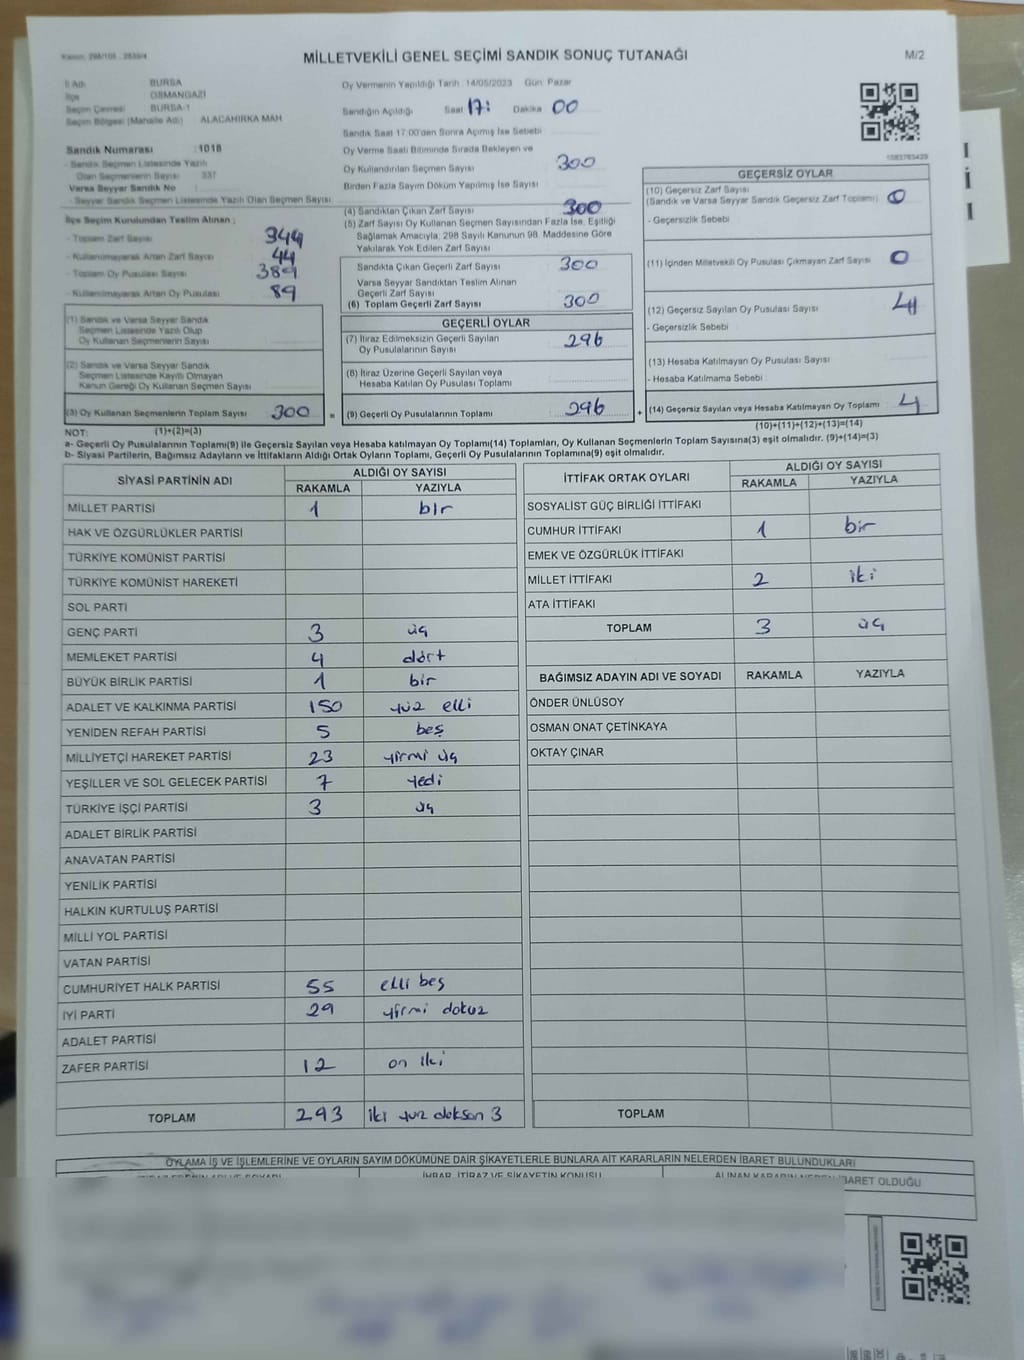 MİLLETVEKİLİ GENEL SEÇİMİ SANDIK SONUÇ TUTANAĞI
M/2
İl Adı BURSA
İlçe OSMANGAZİ
Seçim Çevresi BURSA-1
Seçim Bölgesi (Mahalle Adı) ALACAHIRKA MAH
Sandık Numarası :1018
- Sandık Seçmen Listesinde Yazılı
Olan Seçmenlerin Sayısı 337
Varsa Seyyar Sandık No
- Seyyar Sandık Seçmen Listesinde Yazılı Olan Seçmen Sayısı
İlçe Seçim Kurulundan Teslim Alınan ;
- Toplam Zarf Sayısı 344
- Kullanılmayarak Artan Zarf Sayısı 44
- Toplam Oy Pusulası Sayısı 389
- Kullanılmayarak Artan Oy Pusulası 89
(1) Sandık ve Varsa Seyyar Sandık
Seçmen Listesinde Yazılı Olup
Oy Kullanan Seçmenlerin Sayısı
(2) Sandık ve Varsa Seyyar Sandık
Seçmen Listesinde Kayıtlı Olmayan
Kanun Gereği Oy Kullanan Seçmen Sayısı
(3) Oy Kullanan Seçmenlerin Toplam Sayısı 300 =
Oy Vermenin Yapıldığı Tarih :14/05/2023 Gün Pazar
Sandığın Açıldığı Saat 17: Dakika 00
Sandık Saat 17:00'den Sonra Açılmış İse Sebebi
Oy Verme Saati Bitiminde Sırada Bekleyen ve
Oy Kullandırılan Seçmen Sayısı 300
Birden Fazla Sayım Döküm Yapılmış İse Sayısı
(4) Sandıktan Çıkan Zarf Sayısı 300
(5) Zarf Sayısı Oy Kullanan Seçmen Sayısından Fazla İse, Eşitliği
Sağlamak Amacıyla, 298 Sayılı Kanunun 98. Maddesine Göre
Yakılarak Yok Edilen Zarf Sayısı
Sandıkta Çıkan Geçerli Zarf Sayısı 300
Varsa Seyyar Sandıktan Teslim Alınan
Geçerli Zarf Sayısı
(6) Toplam Geçerli Zarf Sayısı 300
GEÇERLİ OYLAR
(7) İtiraz Edilmeksizin Geçerli Sayılan
Oy Pusulalarının Sayısı 296
(8) İtiraz Üzerine Geçerli Sayılan veya
Hesaba Katılan Oy Pusulası Toplamı
(9) Geçerli Oy Pusulalarının Toplamı 296 +
GEÇERSİZ OYLAR
(10) Geçersiz Zarf Sayısı
(Sandık ve Varsa Seyyar Sandık Geçersiz Zarf Toplamı) 0
- Geçersizlik Sebebi
(11) İçinden Milletvekili Oy Pusulası Çıkmayan Zarf Sayısı 0
(12) Geçersiz Sayılan Oy Pusulası Sayısı 4
- Geçersizlik Sebebi
(13) Hesaba Katılmayan Oy Pusulası Sayısı
- Hesaba Katılmama Sebebi
(14) Geçersiz Sayılan veya Hesaba Katılmayan Oy Toplamı 4
NOT: (1)+(2)=(3) (10)+(11)+(12)+(13)=(14)
a- Geçerli Oy Pusulalarının Toplamı(9) ile Geçersiz Sayılan veya Hesaba katılmayan Oy Toplamı(14) Toplamları, Oy Kullanan Seçmenlerin Toplam Sayısına(3) eşit olmalıdır. (9)+(14)=(3)
b- Siyasi Partilerin, Bağımsız Adayların ve İttifakların Aldığı Ortak Oyların Toplamı, Geçerli Oy Pusulalarının Toplamına(9) eşit olmalıdır.
SİYASİ PARTİNİN ADI ALDIĞI OY SAYISI
RAKAMLA YAZIYLA
MİLLET PARTİSİ 1 bir
HAK VE ÖZGÜRLÜKLER PARTİSİ
TÜRKİYE KOMÜNİST PARTİSİ
TÜRKİYE KOMÜNİST HAREKETİ
SOL PARTİ
GENÇ PARTİ 3 üç
MEMLEKET PARTİSİ 4 dört
BÜYÜK BİRLİK PARTİSİ 1 bir
ADALET VE KALKINMA PARTİSİ 150 yüz elli
YENİDEN REFAH PARTİSİ 5 beş
MİLLİYETÇİ HAREKET PARTİSİ 23 yirmi üç
YEŞİLLER VE SOL GELECEK PARTİSİ 7 yedi
TÜRKİYE İŞÇİ PARTİSİ 3 üç
ADALET BİRLİK PARTİSİ
ANAVATAN PARTİSİ
YENİLİK PARTİSİ
HALKIN KURTULUŞ PARTİSİ
MİLLİ YOL PARTİSİ
VATAN PARTİSİ
CUMHURİYET HALK PARTİSİ 55 elli beş
İYİ PARTİ 29 yirmi dokuz
ADALET PARTİSİ
ZAFER PARTİSİ 12 on iki
TOPLAM 293 iki yüz doksan 3
İTTİFAK ORTAK OYLARI ALDIĞI OY SAYISI
RAKAMLA YAZIYLA
SOSYALİST GÜÇ BİRLİĞİ İTTİFAKI
CUMHUR İTTİFAKI 1 bir
EMEK VE ÖZGÜRLÜK İTTİFAKI
MİLLET İTTİFAKI 2 iki
ATA İTTİFAKI
TOPLAM 3 üç
BAĞIMSIZ ADAYIN ADI VE SOYADI RAKAMLA YAZIYLA
ÖNDER ÜNLÜSOY
OSMAN ONAT ÇETİNKAYA
OKTAY ÇINAR
TOPLAM
OYLAMA İŞ VE İŞLEMLERİNE VE OYLARIN SAYIM DÖKÜMÜNE DAİR ŞİKAYETLERLE BUNLARA AİT KARARLARIN NELERDEN İBARET BULUNDUKLARI
İHBAR, İTİRAZ VE ŞİKAYETİN KONUSU
ALINAN KARARIN NEDEN İBARET OLDUĞU